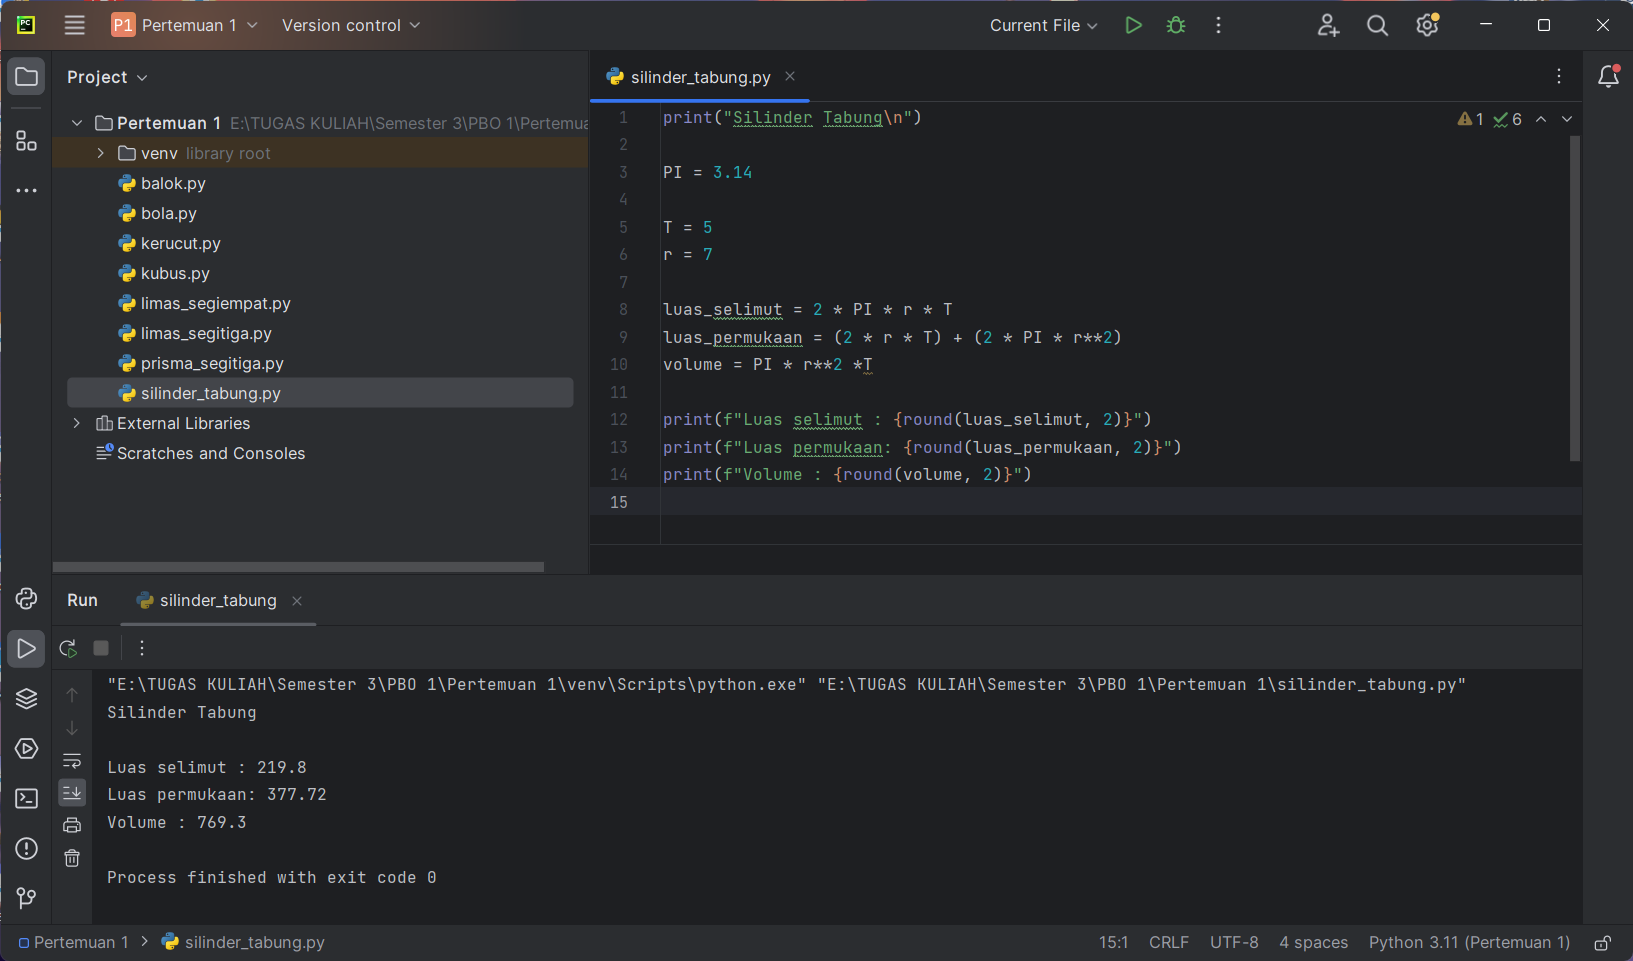 PC
P1 Pertemuan 1 Version control Current File
Project
Pertemuan 1 E:\TUGAS KULIAH\Semester 3\PBO 1\Pertemua
venv library root
balok.py
bola.py
kerucut.py
kubus.py
limas_segiempat.py
limas_segitiga.py
prisma_segitiga.py
silinder_tabung.py
External Libraries
Scratches and Consoles
silinder_tabung.py
1 6
1 print("Silinder Tabung\n")
2
3 PI = 3.14
4
5 T = 5
6 r = 7
7
8 luas_selimut = 2 * PI * r * T
9 luas_permukaan = (2 * r * T) + (2 * PI * r**2)
10 volume = PI * r**2 *T
11
12 print(f"Luas selimut : {round(luas_selimut, 2)}")
13 print(f"Luas permukaan: {round(luas_permukaan, 2)}")
14 print(f"Volume : {round(volume, 2)}")
15
Run silinder_tabung
"E:\TUGAS KULIAH\Semester 3\PBO 1\Pertemuan 1\venv\Scripts\python.exe" "E:\TUGAS KULIAH\Semester 3\PBO 1\Pertemuan 1\silinder_tabung.py"
Silinder Tabung
Luas selimut : 219.8
Luas permukaan: 377.72
Volume : 769.3
Process finished with exit code 0
Pertemuan 1 > silinder_tabung.py 15:1 CRLF UTF-8 4 spaces Python 3.11 (Pertemuan 1)